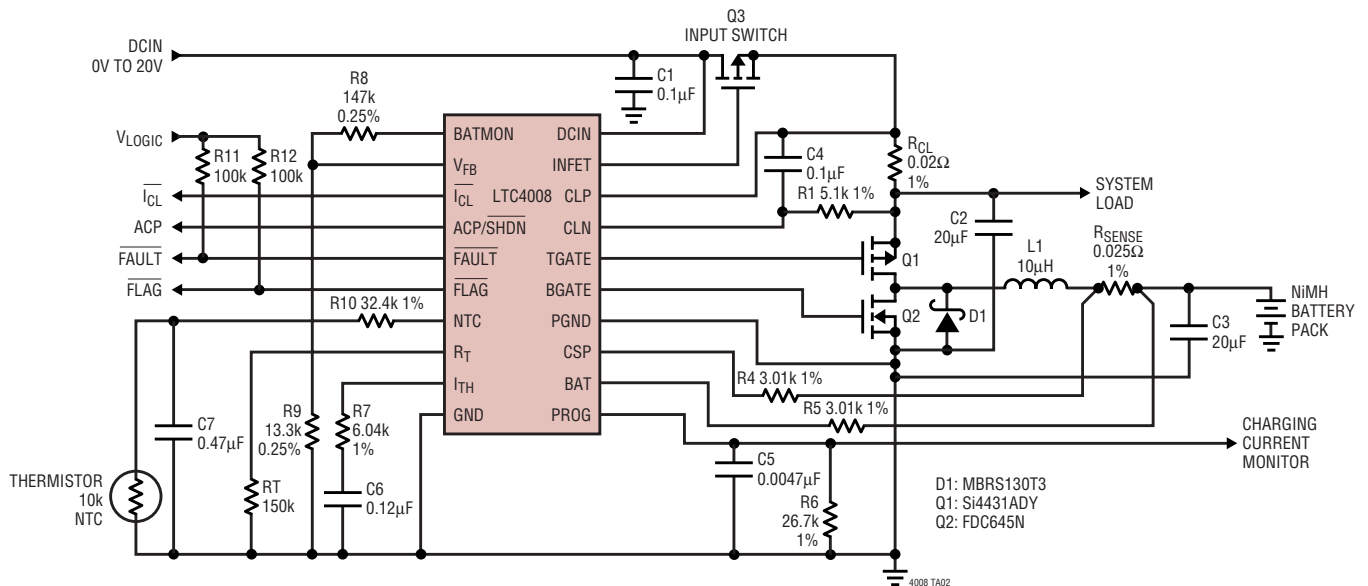 Q3
INPUT SWITCH
DCIN
0V TO 20V
C1
0.1µF
R8
147k
0.25%
VLOGIC
R11
100k
R12
100k
ICL
ACP
FAULT
FLAG
BATMON
VFB
ICL
ACP/SHDN
FAULT
FLAG
NTC
RT
ITH
GND
LTC4008
DCIN
INFET
CLP
CLN
TGATE
BGATE
PGND
CSP
BAT
PROG
C4
0.1µF
R1 5.1k 1%
RCL
0.02Ω
1%
SYSTEM
LOAD
C2
20µF
L1
10µH
RSENSE
0.025Ω
1%
Q1
Q2
D1
NiMH
BATTERY
PACK
C3
20µF
R10 32.4k 1%
R4 3.01k 1%
R5 3.01k 1%
C7
0.47µF
R9
13.3k
0.25%
R7
6.04k
1%
THERMISTOR
10k
NTC
RT
150k
C6
0.12µF
C5
0.0047µF
R6
26.7k
1%
CHARGING
CURRENT
MONITOR
D1: MBRS130T3
Q1: Si4431ADY
Q2: FDC645N
4008 TA02